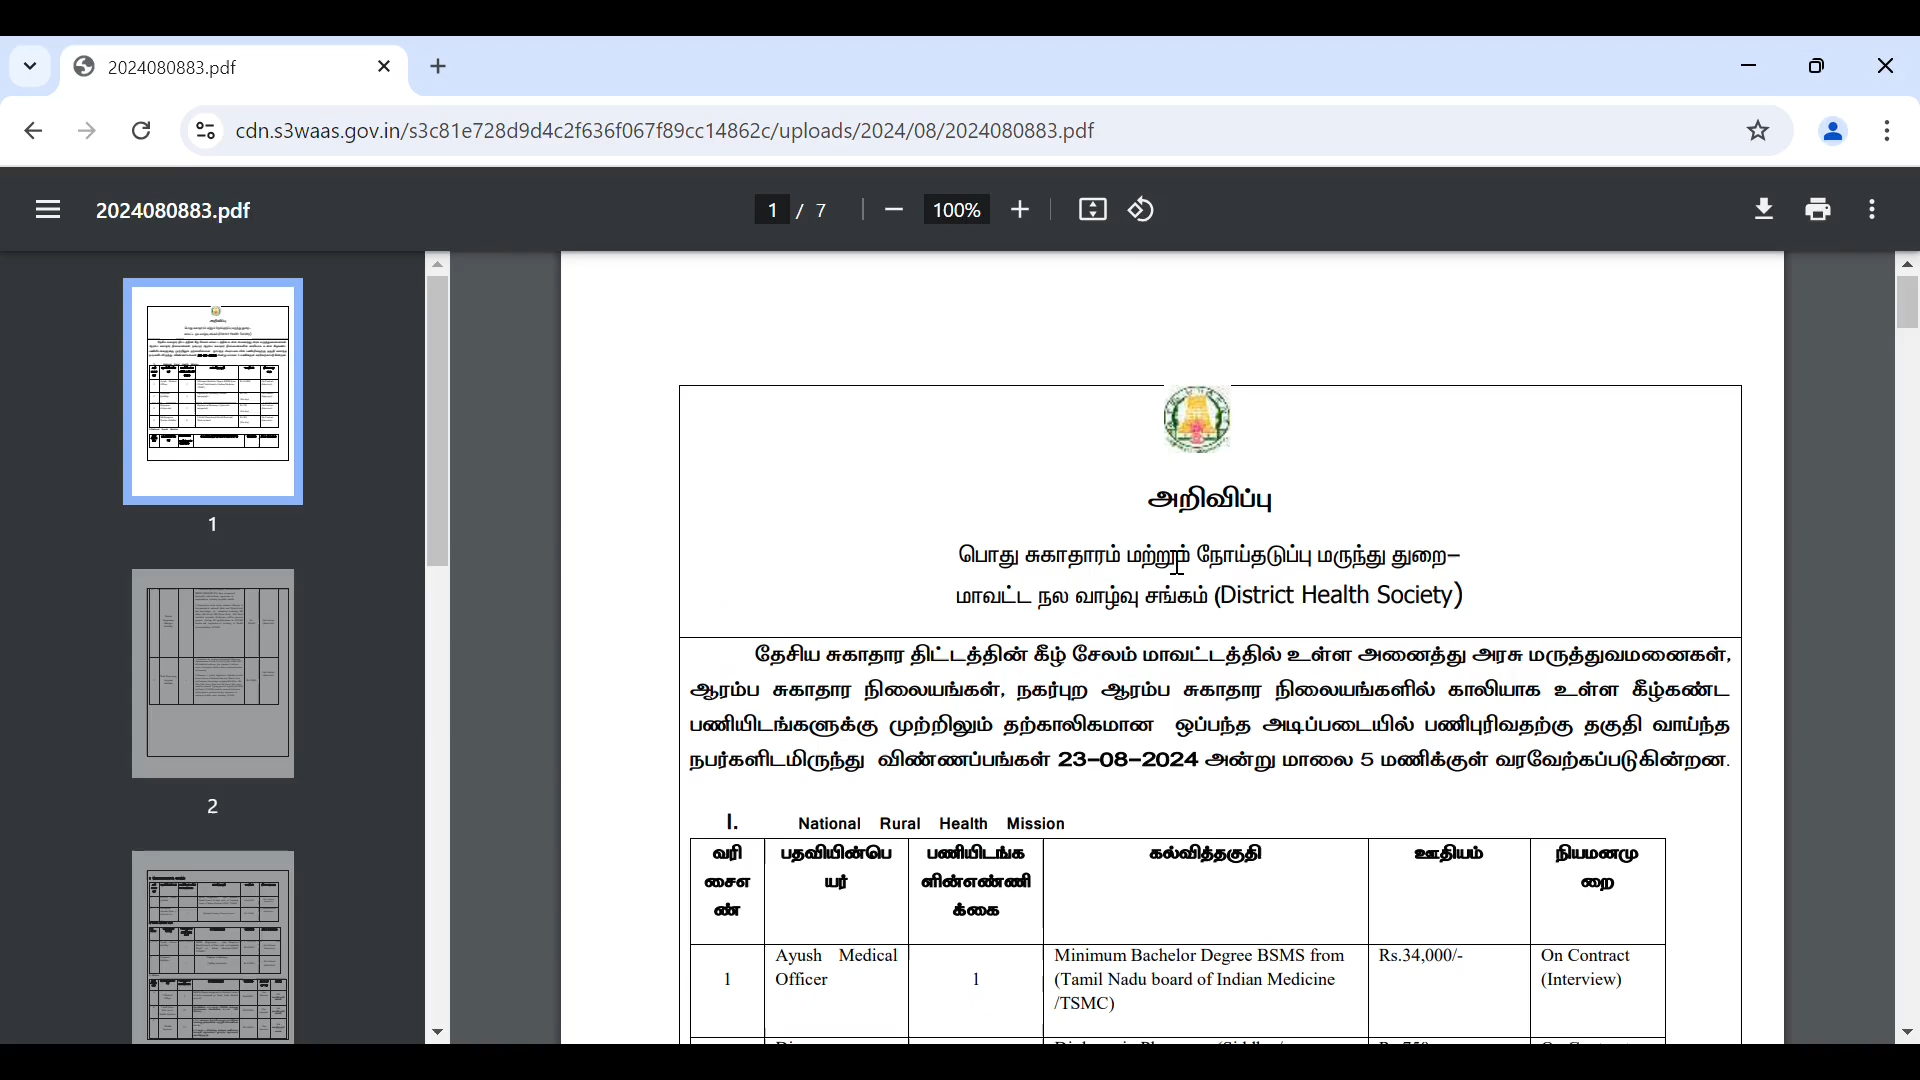 2024080883.pdf
cdn.s3waas.gov.in/s3c81e728d9d4c2f636f067f89cc14862c/uploads/2024/08/2024080883.pdf
2024080883.pdf
1 / 7
100%
1
2
அறிவிப்பு
பொது சுகாதாரம் மற்றும் நோய்தடுப்பு மருந்து துறை–
மாவட்ட நல வாழ்வு சங்கம் (District Health Society)
தேசிய சுகாதார திட்டத்தின் கீழ் சேலம் மாவட்டத்தில் உள்ள அனைத்து அரசு மருத்துவமனைகள்,
ஆரம்ப சுகாதார நிலையங்கள், நகர்புற ஆரம்ப சுகாதார நிலையங்களில் காலியாக உள்ள கீழ்கண்ட
பணியிடங்களுக்கு முற்றிலும் தற்காலிகமான ஒப்பந்த அடிப்படையில் பணிபுரிவதற்கு தகுதி வாய்ந்த
நபர்களிடமிருந்து விண்ணப்பங்கள் 23–08–2024 அன்று மாலை 5 மணிக்குள் வரவேற்கப்படுகின்றன.
I. National Rural Health Mission
வரி பதவியின்பெ பணியிடங்க கல்வித்தகுதி ஊதியம் நியமனமு
சைஎ யர் ளின்எண்ணி றை
ண் க்கை
Ayush Medical Minimum Bachelor Degree BSMS from Rs.34,000/- On Contract
1 Officer 1 (Tamil Nadu board of Indian Medicine (Interview)
/TSMC)